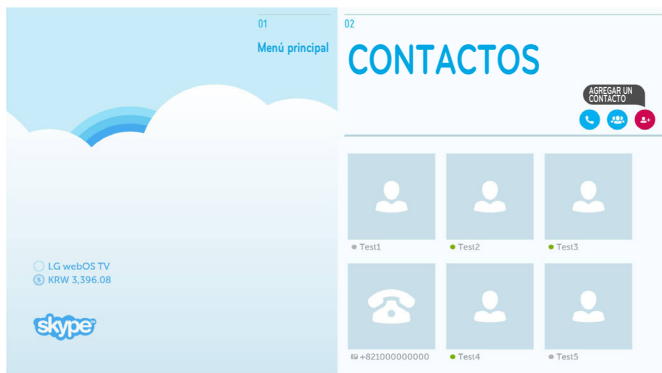 01
Menú principal
LG webOS TV
KRW 3,396.08
skype
02
CONTACTOS
AGREGAR UN
CONTACTO
Test1
Test2
Test3
+821000000000
Test4
Test5